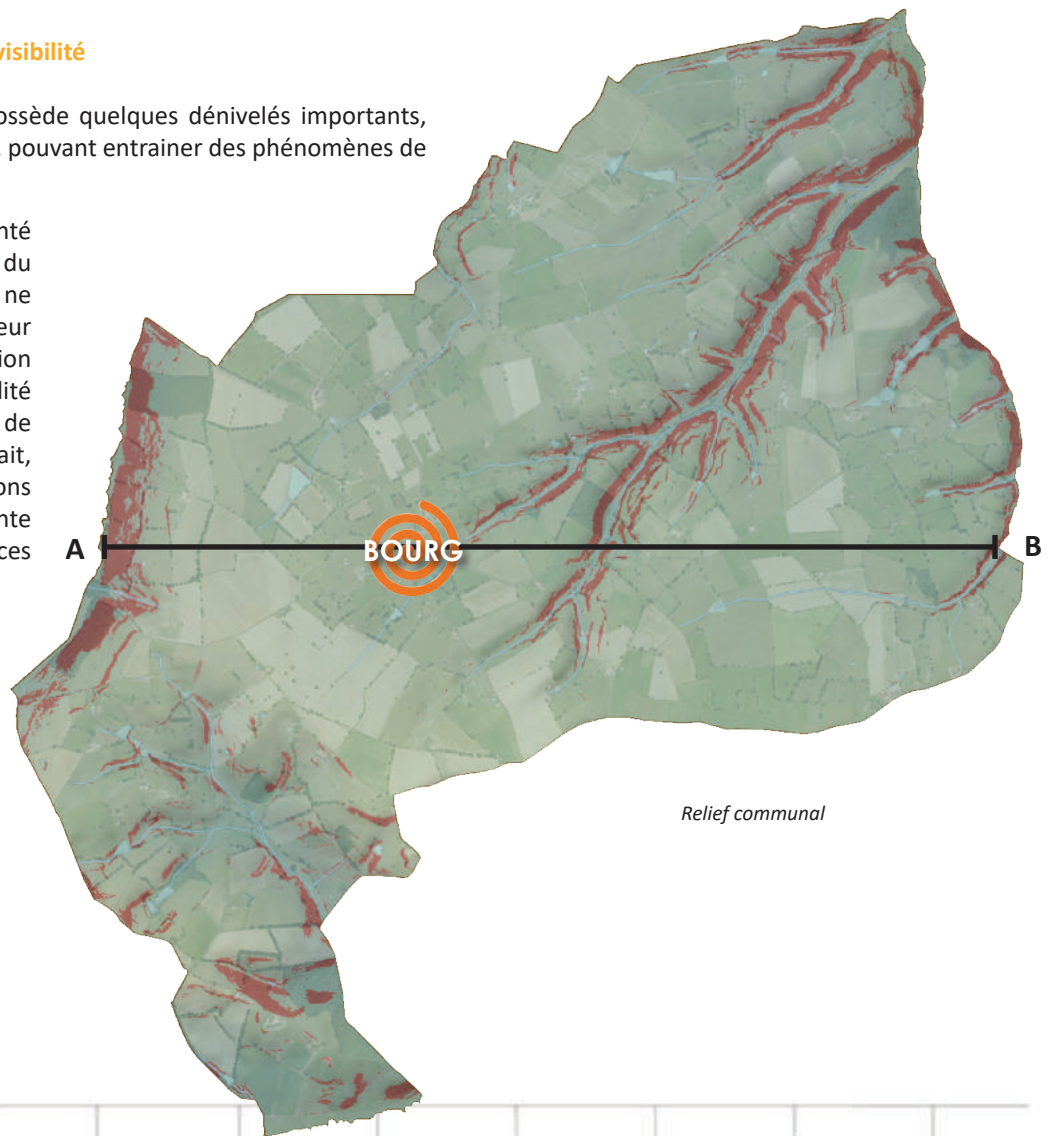 visibilité
ossède quelques dénivelés importants,
pouvant entrainer des phénomènes de
nté
du
ne
eur
ion
lité
de
ait,
ons
nte
ces
A
BOURG
B
Relief communal